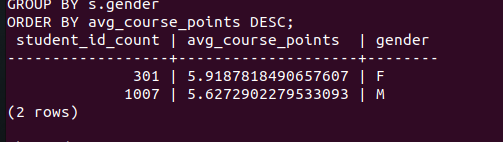 GROUP BY s.gender
ORDER BY avg_course_points DESC;
 student_id_count | avg_course_points  | gender
------------------+--------------------+--------
              301 | 5.9187818490657607 | F
             1007 | 5.6272902279533093 | M
(2 rows)